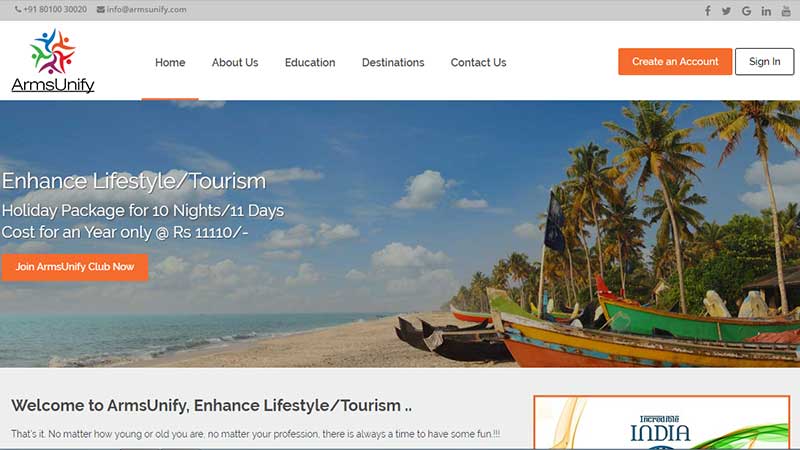 +91 80100 30020 info@armsunify.com
ArmsUnify
Home About Us Education Destinations Contact Us
Create an Account Sign In
Enhance Lifestyle/Tourism
Holiday Package for 10 Nights/11 Days
Cost for an Year only @ Rs 11110/-
Join ArmsUnify Club Now
Welcome to ArmsUnify, Enhance Lifestyle/Tourism ..
That's it. No matter how young or old you are, no matter your profession, there is always a time to have some fun.!!!
Incredible
INDIA